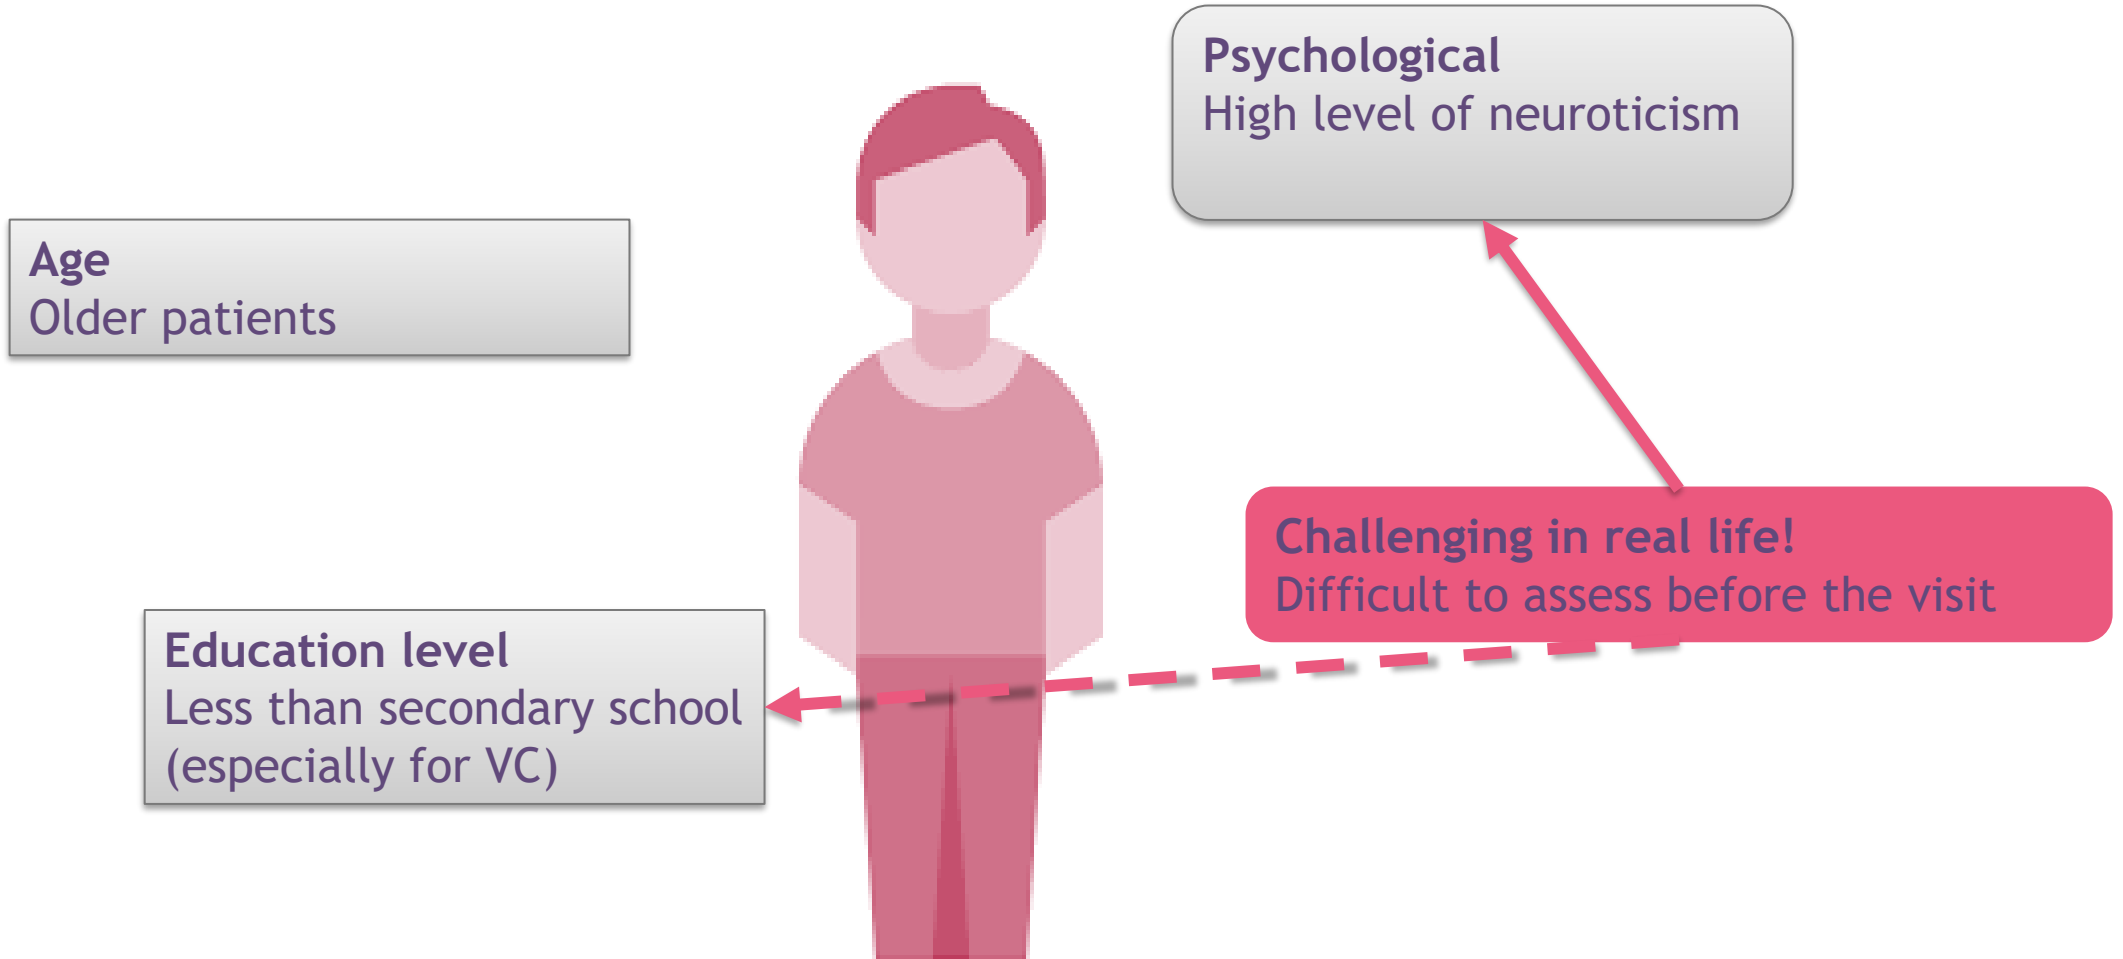 Psychological
High level of neuroticism
Age
Older patients
Challenging in real life!
Difficult to assess before the visit
Education level
Less than secondary school
(especially for VC)